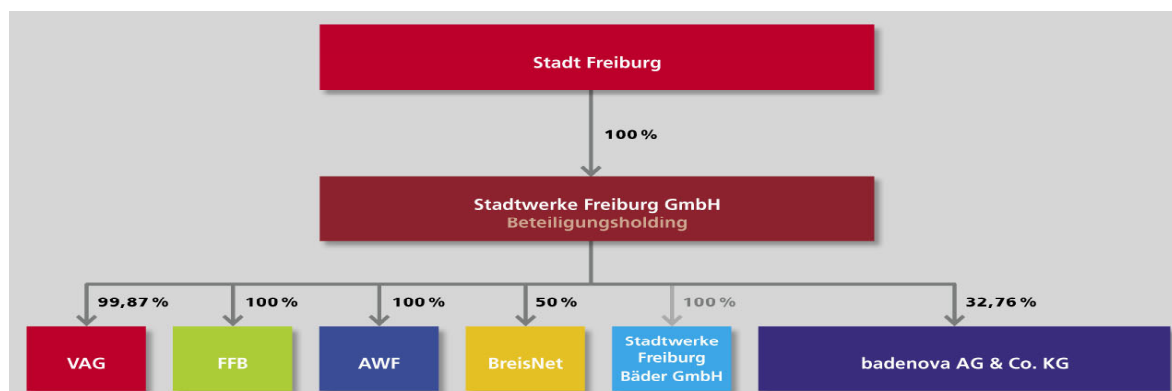 Stadt Freiburg
100 %
Stadtwerke Freiburg GmbH
Beteiligungsholding
99,87 %
100 %
100 %
50 %
100 %
32,76 %
VAG
FFB
AWF
BreisNet
Stadtwerke
Freiburg
Bäder GmbH
badenova AG & Co. KG